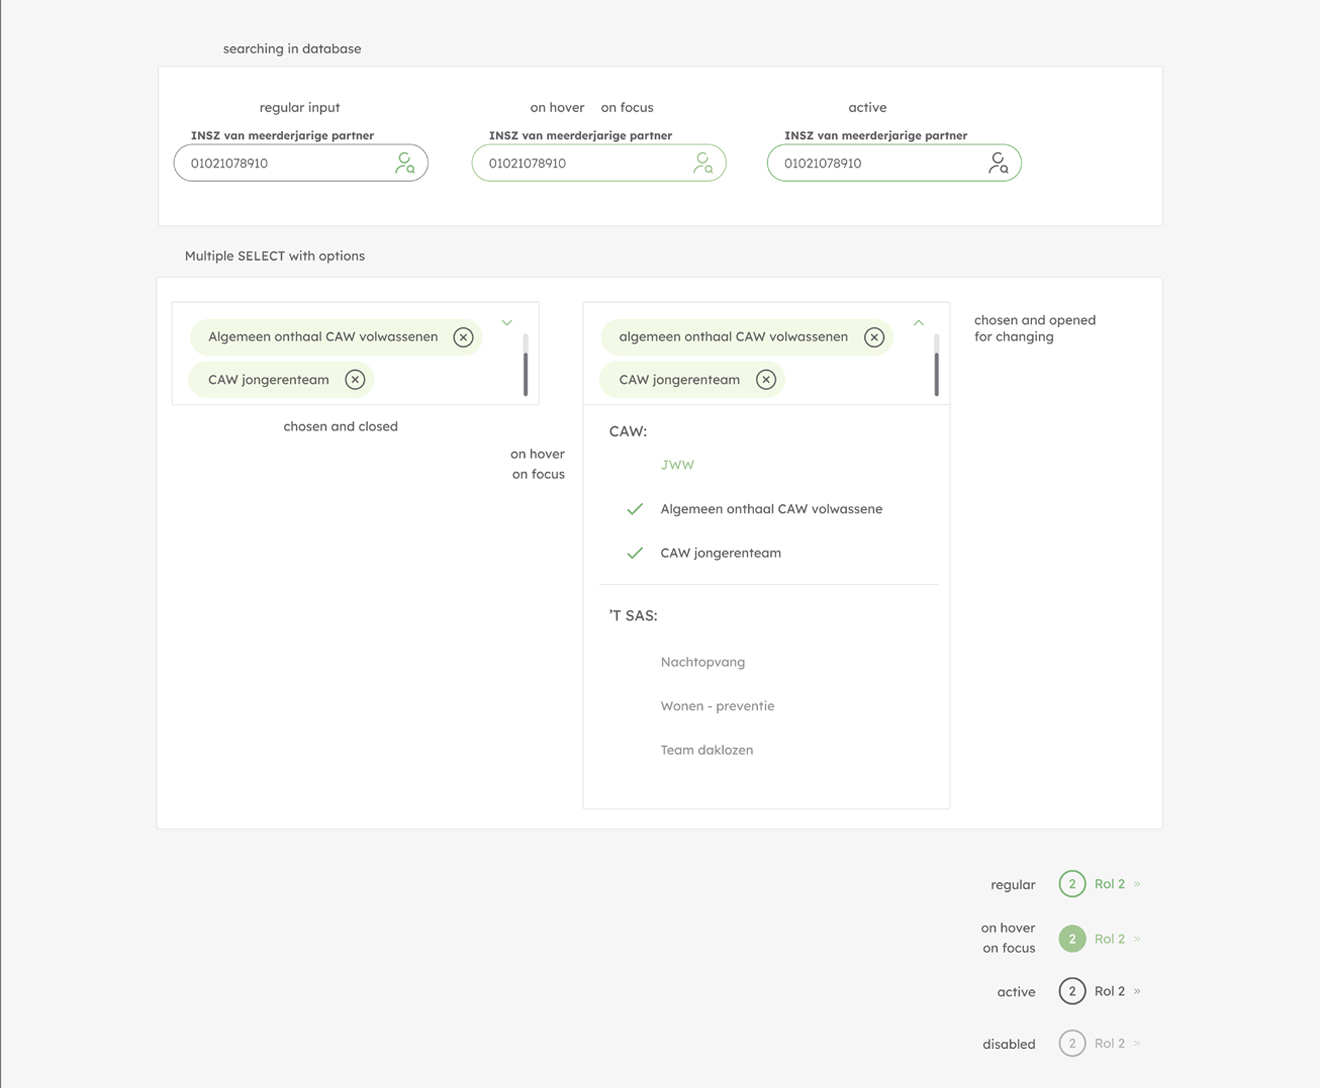 searching in database
regular input
on hover on focus
active
INSZ van meerderjarige partner
INSZ van meerderjarige partner
INSZ van meerderjarige partner
01021078910
01021078910
01021078910
Multiple SELECT with options
Algemeen onthaal CAW volwassenen
CAW jongerenteam
chosen and closed
on hover
on focus
algemeen onthaal CAW volwassenen
CAW jongerenteam
chosen and opened
for changing
CAW:
JWW
Algemeen onthaal CAW volwassene
CAW jongerenteam
’T SAS:
Nachtopvang
Wonen - preventie
Team daklozen
regular
2 Rol 2 »
on hover
on focus
2 Rol 2 »
active
2 Rol 2 »
disabled
2 Rol 2 »